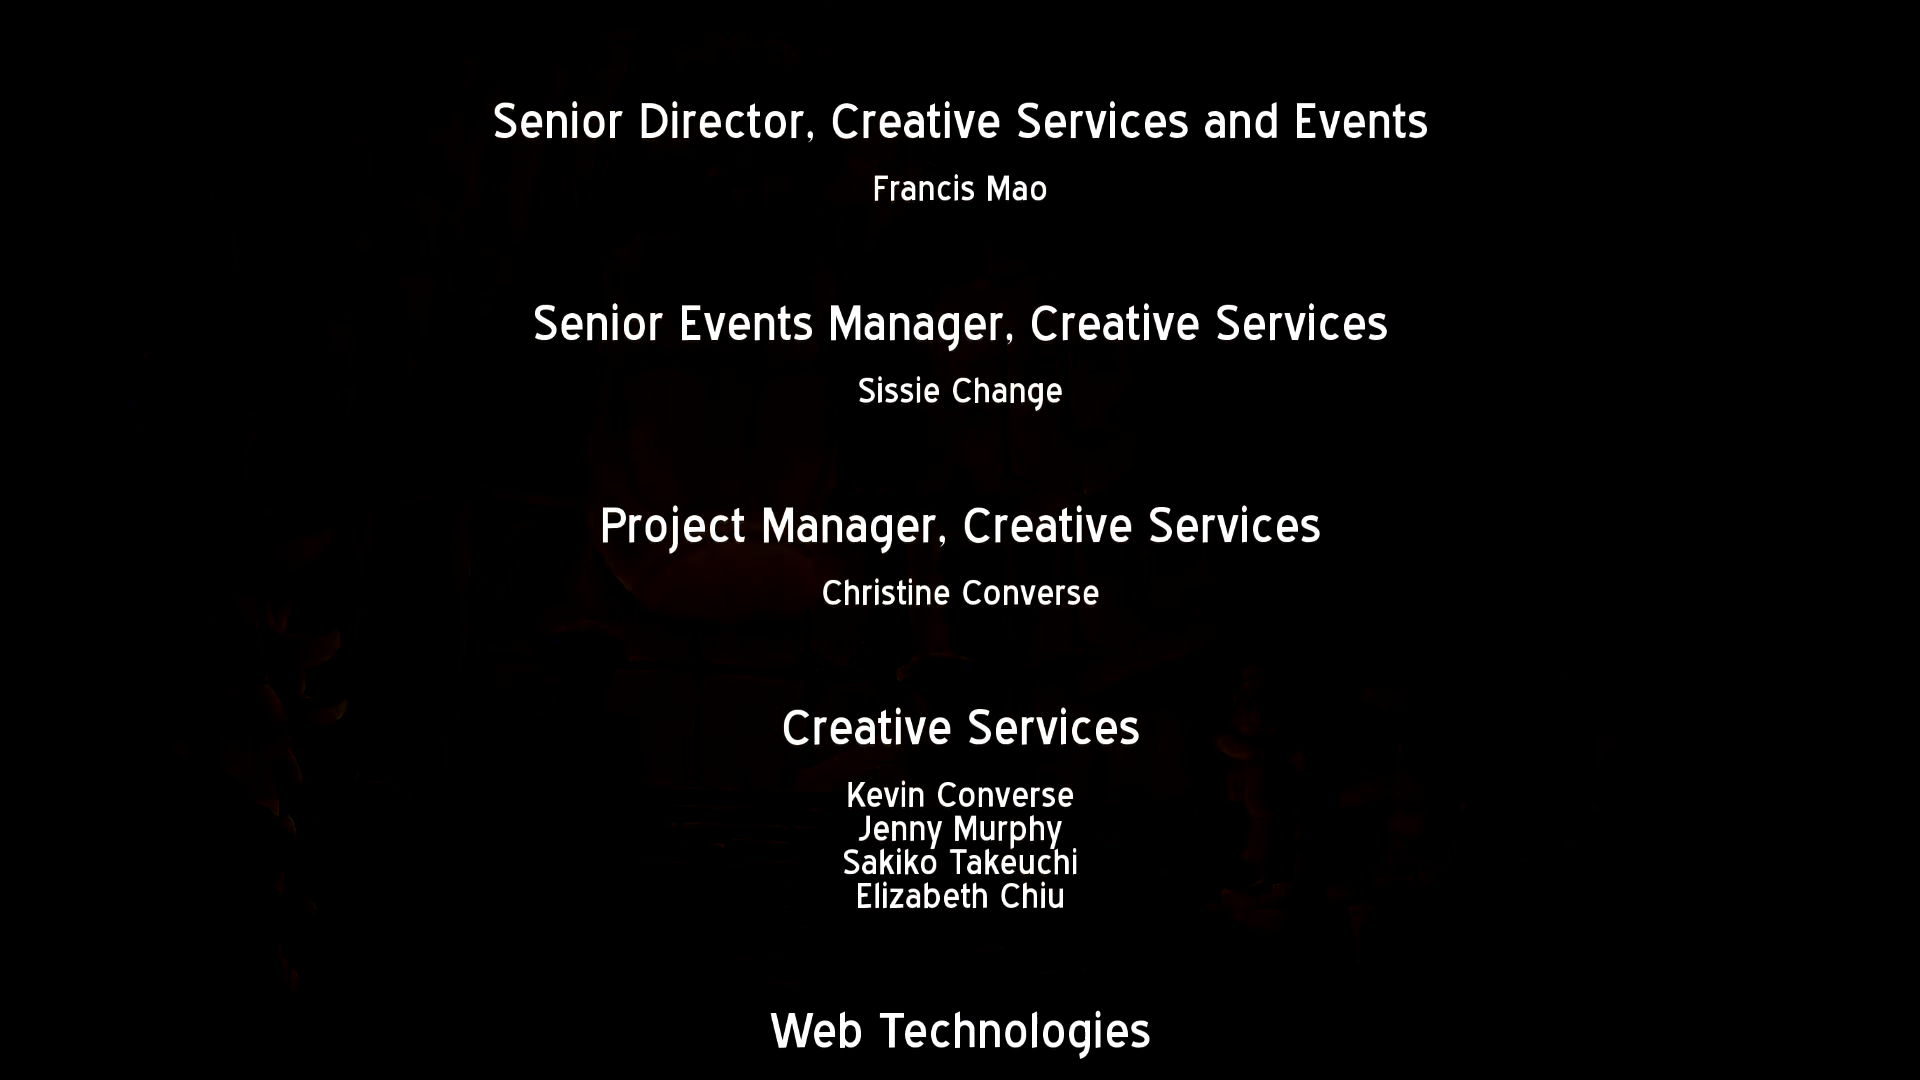 Senior Director, Creative Services and Events
Francis Mao
Senior Events Manager, Creative Services
Sissie Change
Project Manager, Creative Services
Christine Converse
Creative Services
Kevin Converse
Jenny Murphy
Sakiko Takeuchi
Elizabeth Chiu
Web Technologies